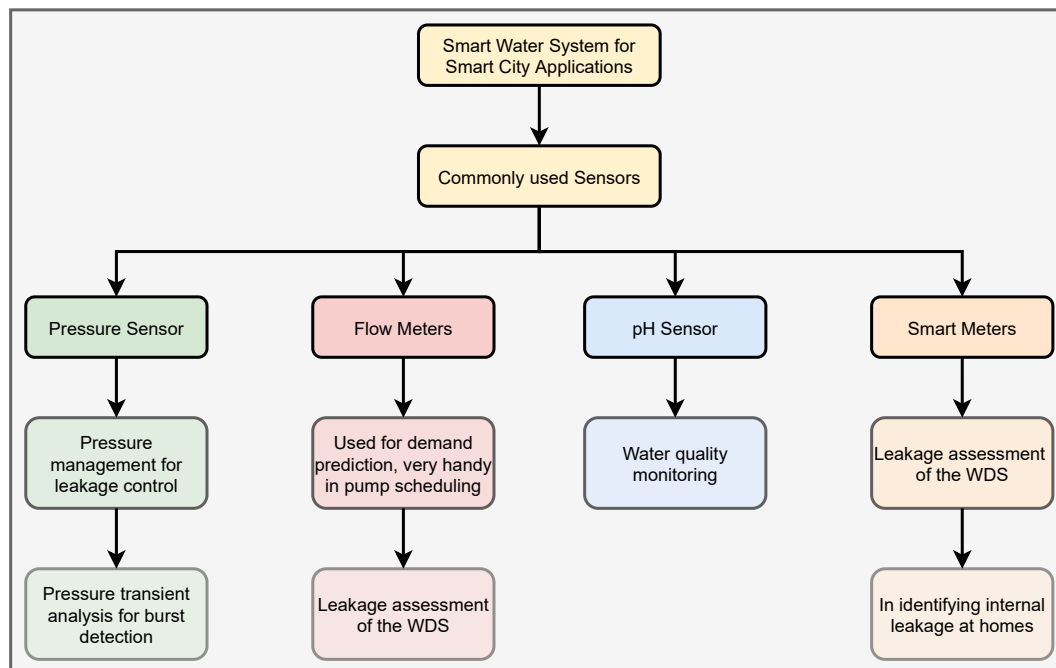 Smart Water System for
Smart City Applications
Commonly used Sensors
Pressure Sensor
Flow Meters
pH Sensor
Smart Meters
Pressure
management for
leakage control
Used for demand
prediction, very handy
in pump scheduling
Water quality
monitoring
Leakage assessment
of the WDS
Pressure transient
analysis for burst
detection
Leakage assessment
of the WDS
In identifying internal
leakage at homes